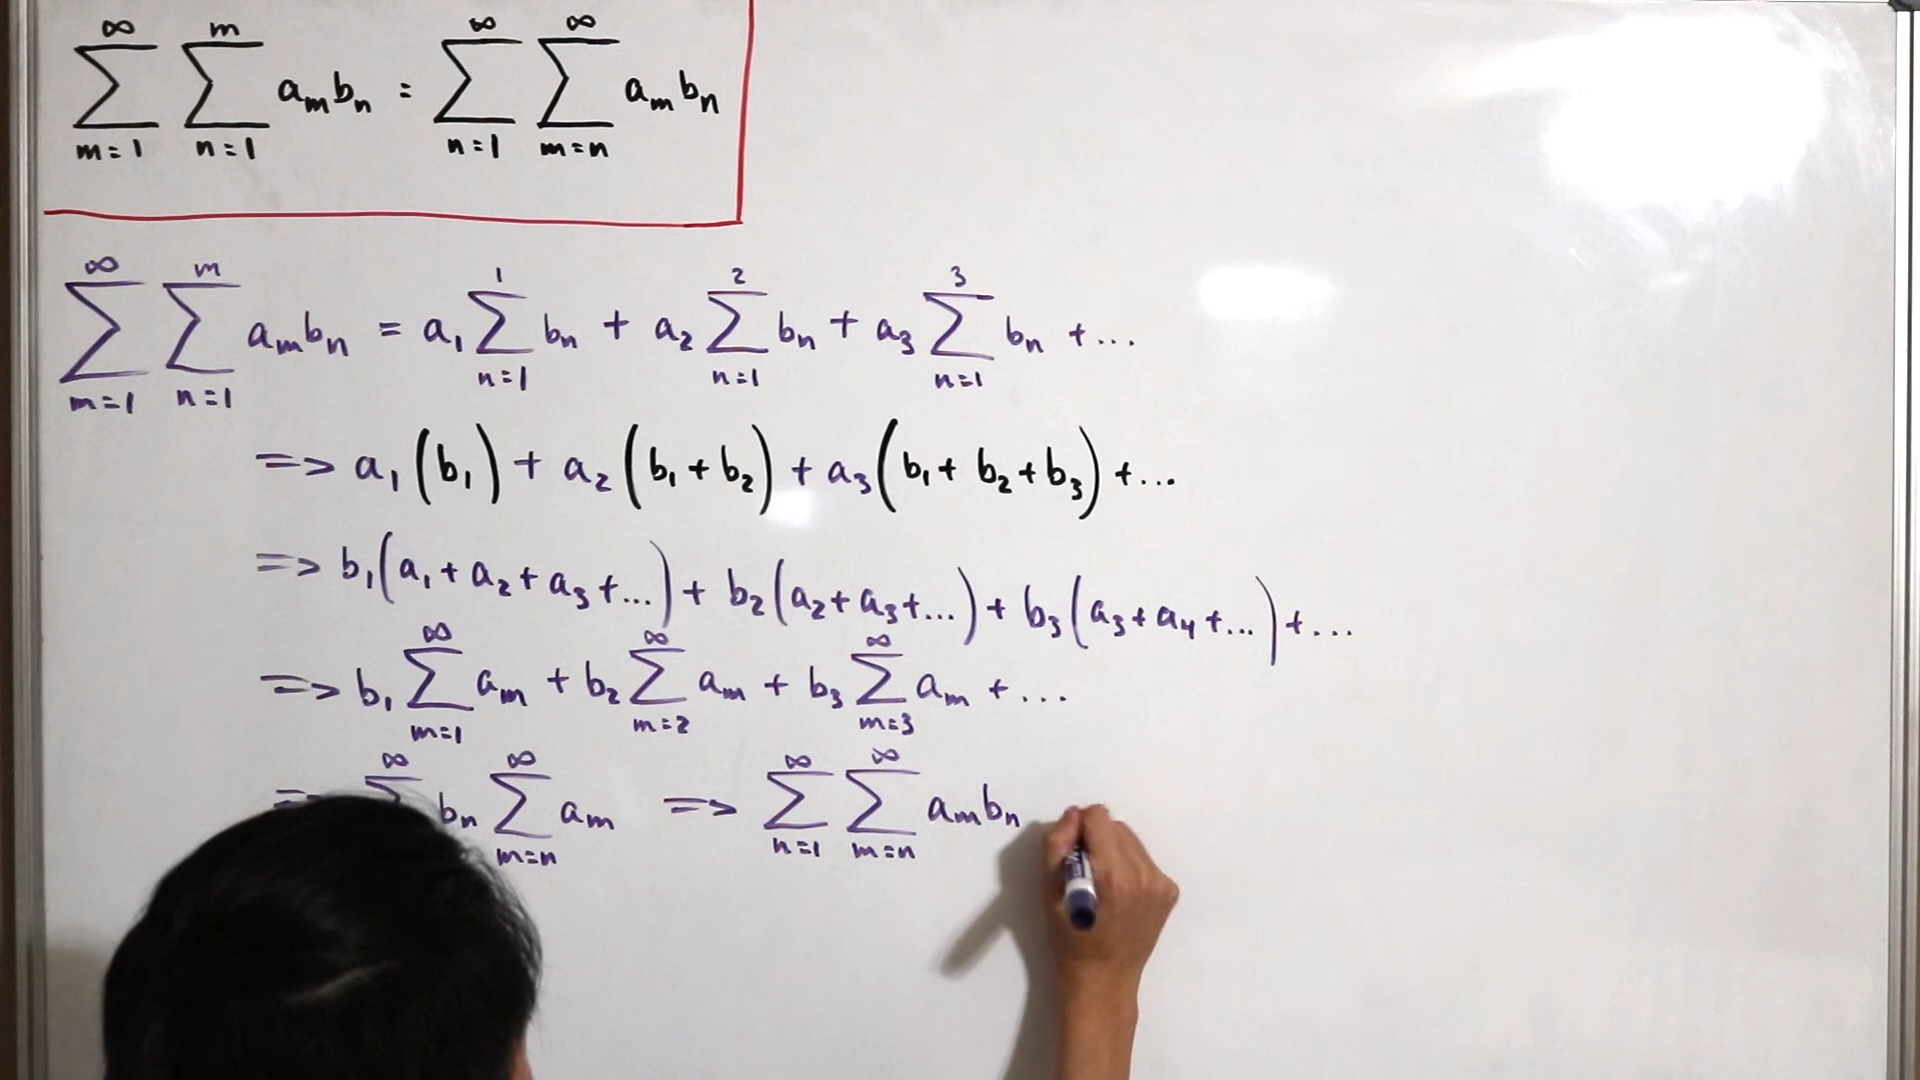 ∑_{m=1}^{∞} ∑_{n=1}^{m} a_m b_n = ∑_{n=1}^{∞} ∑_{m=n}^{∞} a_m b_n
∑_{m=1}^{∞} ∑_{n=1}^{m} a_m b_n = a_1 ∑_{n=1}^{1} b_n + a_2 ∑_{n=1}^{2} b_n + a_3 ∑_{n=1}^{3} b_n + ...
=> a_1 (b_1) + a_2 (b_1 + b_2) + a_3 (b_1 + b_2 + b_3) + ...
=> b_1 (a_1 + a_2 + a_3 + ...) + b_2 (a_2 + a_3 + ...) + b_3 (a_3 + a_4 + ...) + ...
=> b_1 ∑_{m=1}^{∞} a_m + b_2 ∑_{m=2}^{∞} a_m + b_3 ∑_{m=3}^{∞} a_m + ...
=> ∑^{∞} b_n ∑_{m=n}^{∞} a_m => ∑_{n=1}^{∞} ∑_{m=n}^{∞} a_m b_n